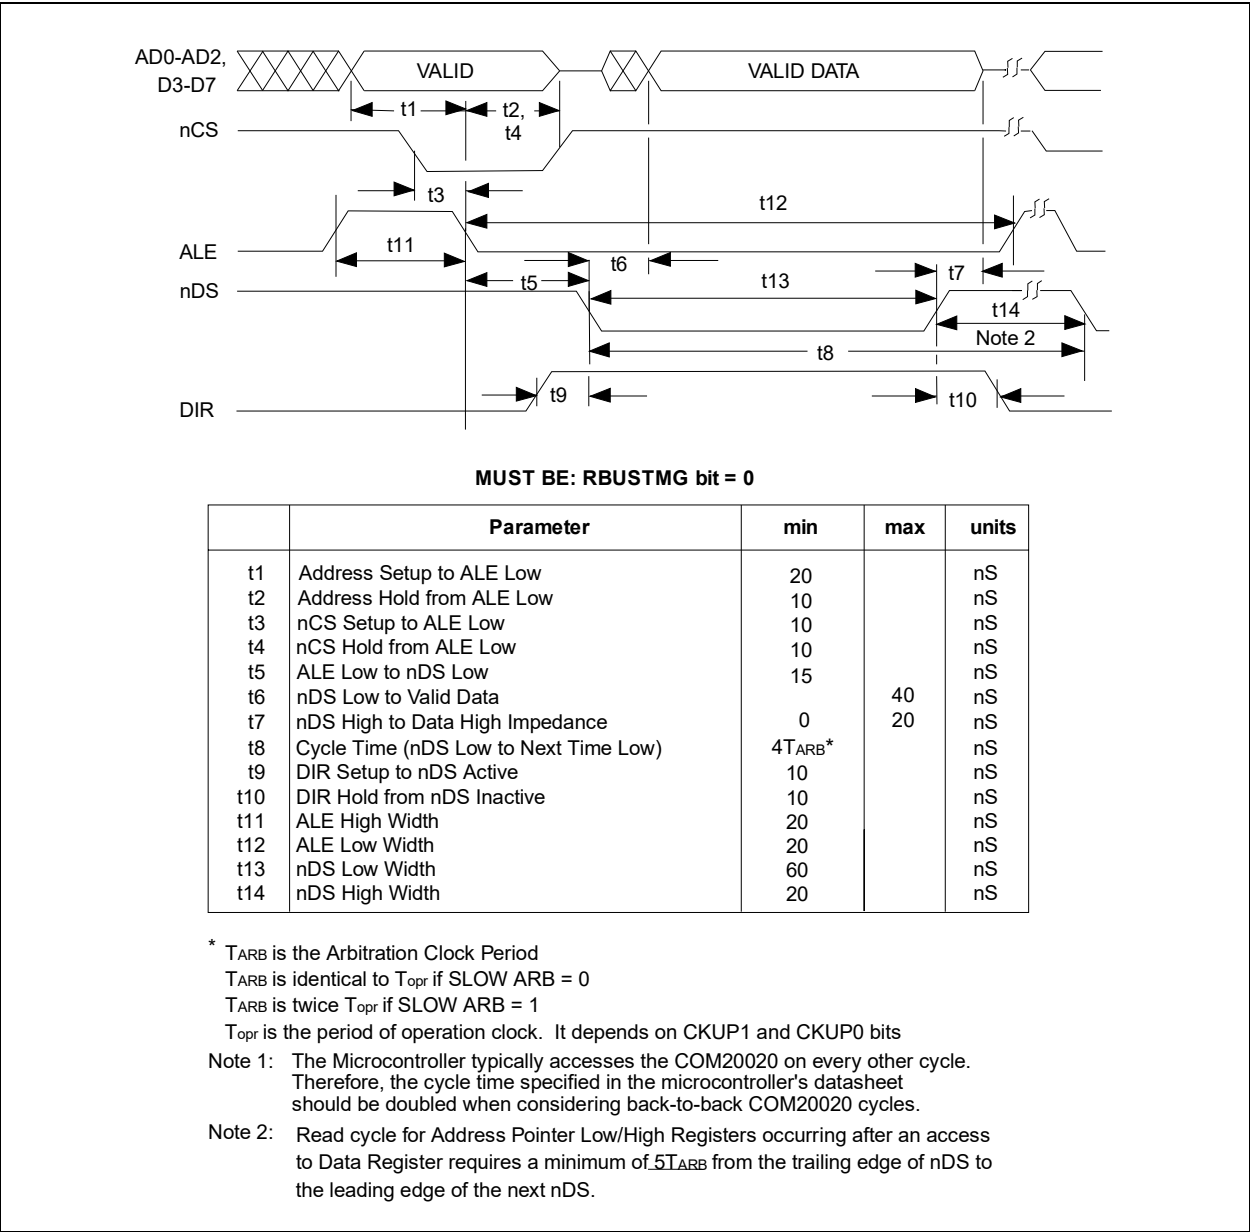 AD0-AD2,
D3-D7
VALID
VALID DATA
t1
t2,
t4
nCS
t3
t12
ALE
t11
t6
t7
nDS
t5
t13
t14
Note 2
t8
t9
t10
DIR
MUST BE: RBUSTMG bit = 0
Parameter min max units
t1 Address Setup to ALE Low 20 nS
t2 Address Hold from ALE Low 10 nS
t3 nCS Setup to ALE Low 10 nS
t4 nCS Hold from ALE Low 10 nS
t5 ALE Low to nDS Low 15 nS
t6 nDS Low to Valid Data 40 nS
t7 nDS High to Data High Impedance 0 20 nS
t8 Cycle Time (nDS Low to Next Time Low) 4TARB* nS
t9 DIR Setup to nDS Active 10 nS
t10 DIR Hold from nDS Inactive 10 nS
t11 ALE High Width 20 nS
t12 ALE Low Width 20 nS
t13 nDS Low Width 60 nS
t14 nDS High Width 20 nS
* TARB is the Arbitration Clock Period
TARB is identical to Topr if SLOW ARB = 0
TARB is twice Topr if SLOW ARB = 1
Topr is the period of operation clock. It depends on CKUP1 and CKUP0 bits
Note 1: The Microcontroller typically accesses the COM20020 on every other cycle.
Therefore, the cycle time specified in the microcontroller's datasheet
should be doubled when considering back-to-back COM20020 cycles.
Note 2: Read cycle for Address Pointer Low/High Registers occurring after an access
to Data Register requires a minimum of 5TARB from the trailing edge of nDS to
the leading edge of the next nDS.